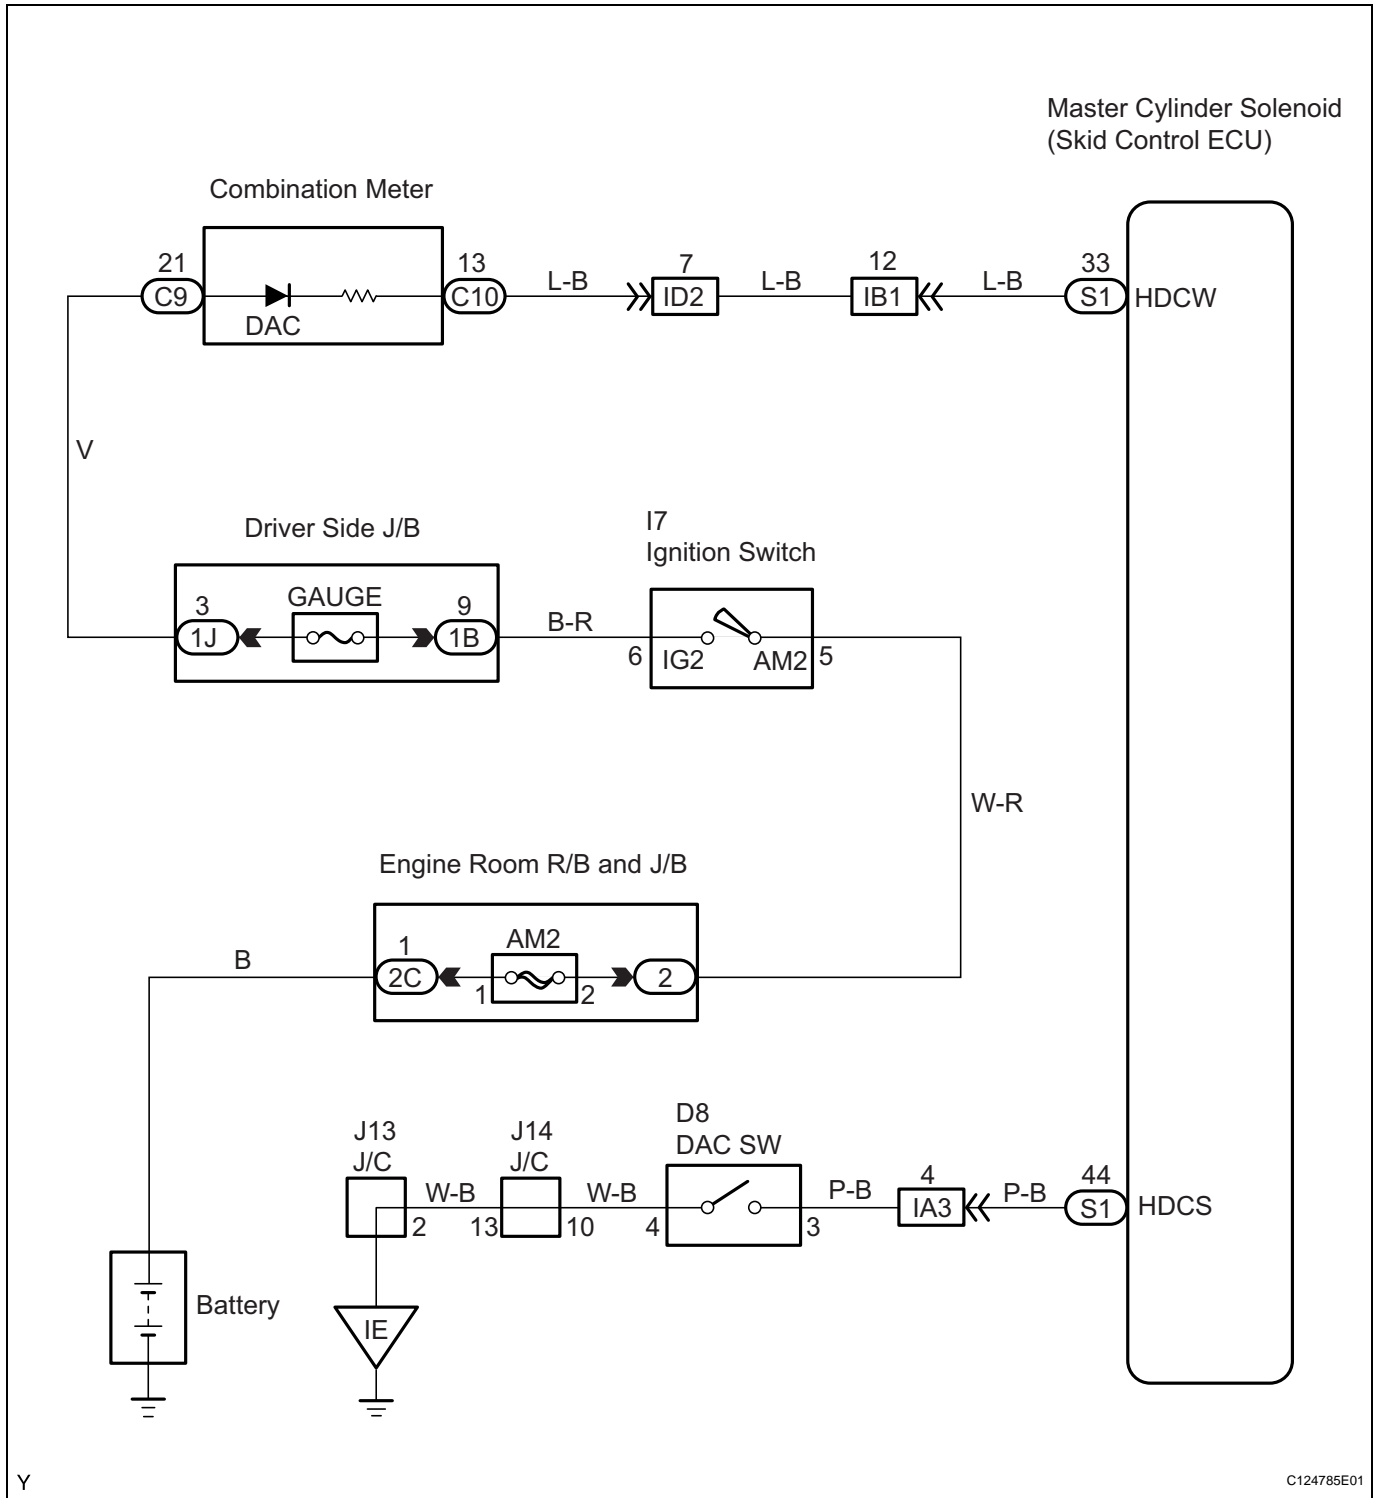 Master Cylinder Solenoid
(Skid Control ECU)
Combination Meter
21
C9
DAC
13
C10
L-B
7
ID2
L-B
12
IB1
L-B
33
S1
HDCW
V
Driver Side J/B
3
1J
GAUGE
9
1B
B-R
I7
Ignition Switch
6
IG2
AM2
5
W-R
Engine Room R/B and J/B
B
1
2C
AM2
1
2
2
J13
J/C
2
W-B
J14
J/C
13
10
W-B
D8
DAC SW
4
3
P-B
4
IA3
P-B
44
S1
HDCS
Battery
IE
Y
C124785E01